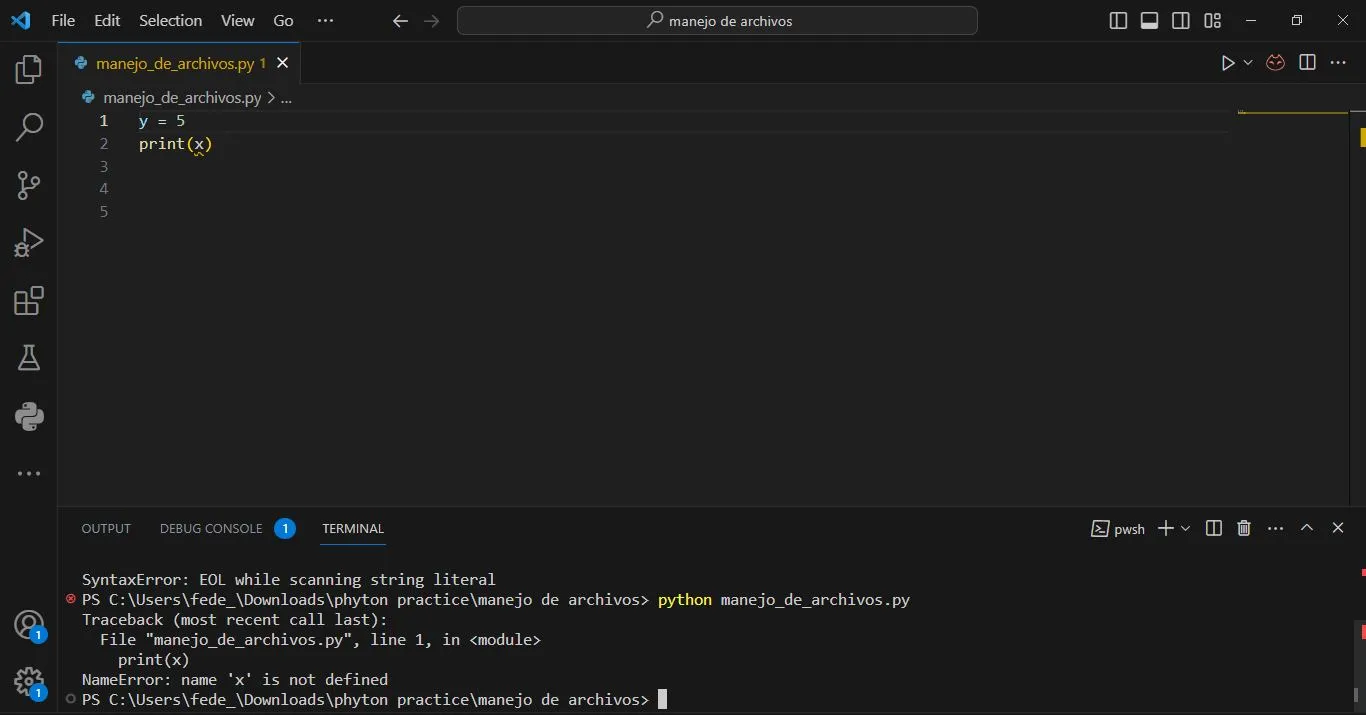 File Edit Selection View Go ...
manejo de archivos
manejo_de_archivos.py 1
manejo_de_archivos.py > ...
1 y = 5
2 print(x)
3
4
5
OUTPUT DEBUG CONSOLE 1 TERMINAL
pwsh
SyntaxError: EOL while scanning string literal
PS C:\Users\fede_\Downloads\phyton practice\manejo de archivos> python manejo_de_archivos.py
Traceback (most recent call last):
  File "manejo_de_archivos.py", line 1, in <module>
    print(x)
NameError: name 'x' is not defined
PS C:\Users\fede_\Downloads\phyton practice\manejo de archivos>
1
1